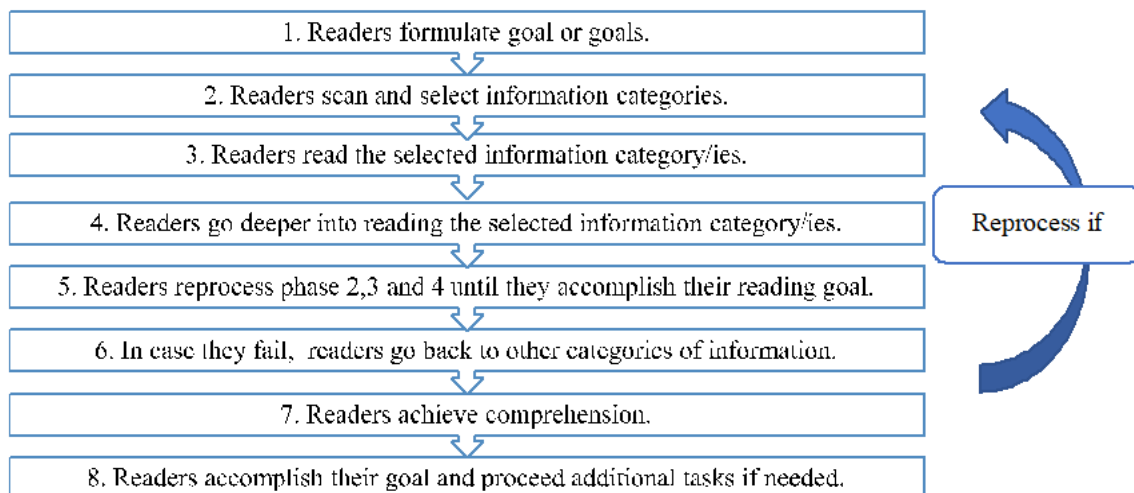 1. Readers formulate goal or goals.
2. Readers scan and select information categories.
3. Readers read the selected information category/ies.
4. Readers go deeper into reading the selected information category/ies.
Reprocess if
5. Readers reprocess phase 2,3 and 4 until they accomplish their reading goal.
6. In case they fail, readers go back to other categories of information.
7. Readers achieve comprehension.
8. Readers accomplish their goal and proceed additional tasks if needed.